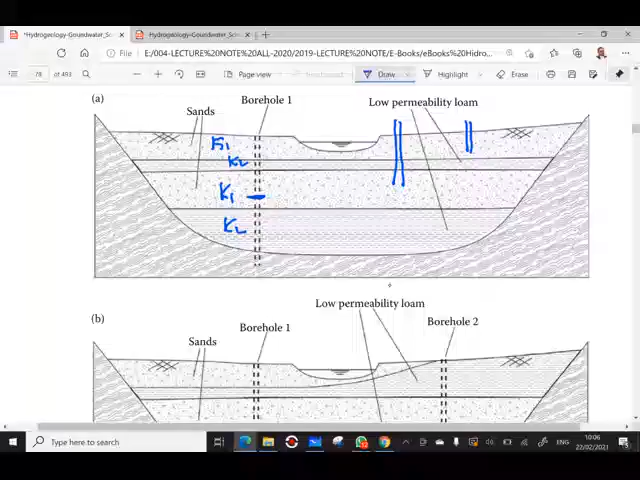 *Hydrogeology-Groundwater_Scie
Hydrogeology-Groundwater_Scie
File
E:/004-LECTURE%20NOTE%20ALL-2020/2019-LECTURE%20NOTE/E-Books/eBooks%20Hidro...
78 of 493
Page view
Draw
Highlight
Erase
(a)
Borehole 1
Low permeability loam
Sands
K1
K2
K1
K2
(b)
Low permeability loam
Borehole 1
Borehole 2
Sands
Type here to search
ENG
10:06
22/02/2021